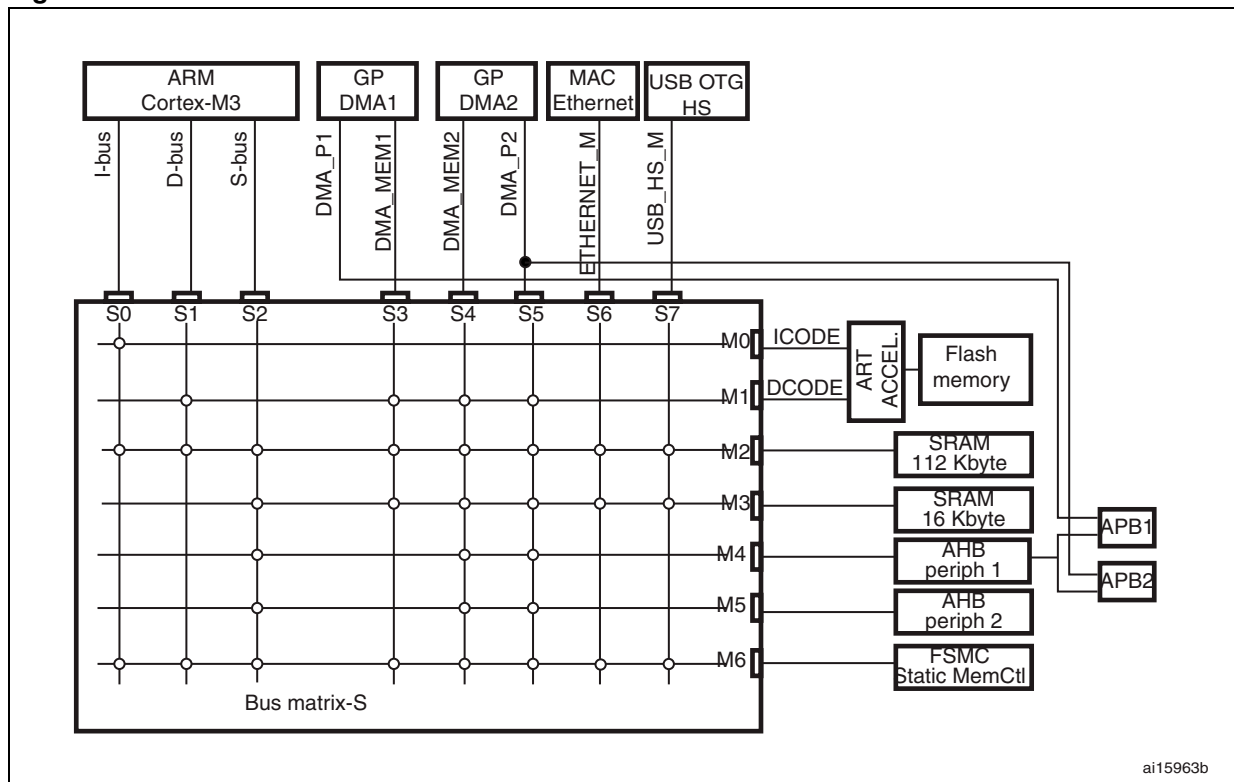 ARM
Cortex-M3
GP
DMA1
GP
DMA2
MAC
Ethernet
USB OTG
HS
I-bus
D-bus
S-bus
DMA_P1
DMA_MEM1
DMA_MEM2
DMA_P2
ETHERNET_M
USB_HS_M
S0
S1
S2
S3
S4
S5
S6
S7
M0
ICODE
M1
DCODE
ART
ACCEL.
Flash
memory
M2
SRAM
112 Kbyte
M3
SRAM
16 Kbyte
M4
AHB
periph 1
M5
AHB
periph 2
M6
FSMC
Static MemCtl
APB1
APB2
Bus matrix-S
ai15963b